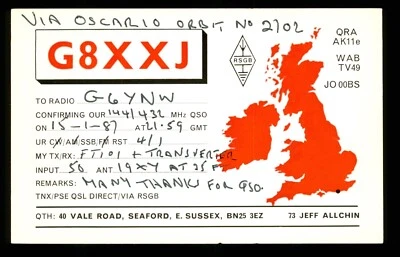 VIA OSCAR10 ORBIT No 2702
G8XXJ
RSGB
QRA
AK11e
WAB
TV49
JO00BS
TO RADIO G6YNW
CONFIRMING OUR 144/432 MHz QSO
ON 15-1-87 AT 21.59 GMT
UR CW/AM/SSB/FM RST 4/1
MY TX/RX: FT101 + TRANSVERTER
INPUT 50 ANT 19XY AT 35 FT
REMARKS: MANY THANKS FOR QSO.
TNX/PSE QSL DIRECT/VIA RSGB
QTH: 40 VALE ROAD, SEAFORD, E. SUSSEX, BN25 3EZ 73 JEFF ALLCHIN